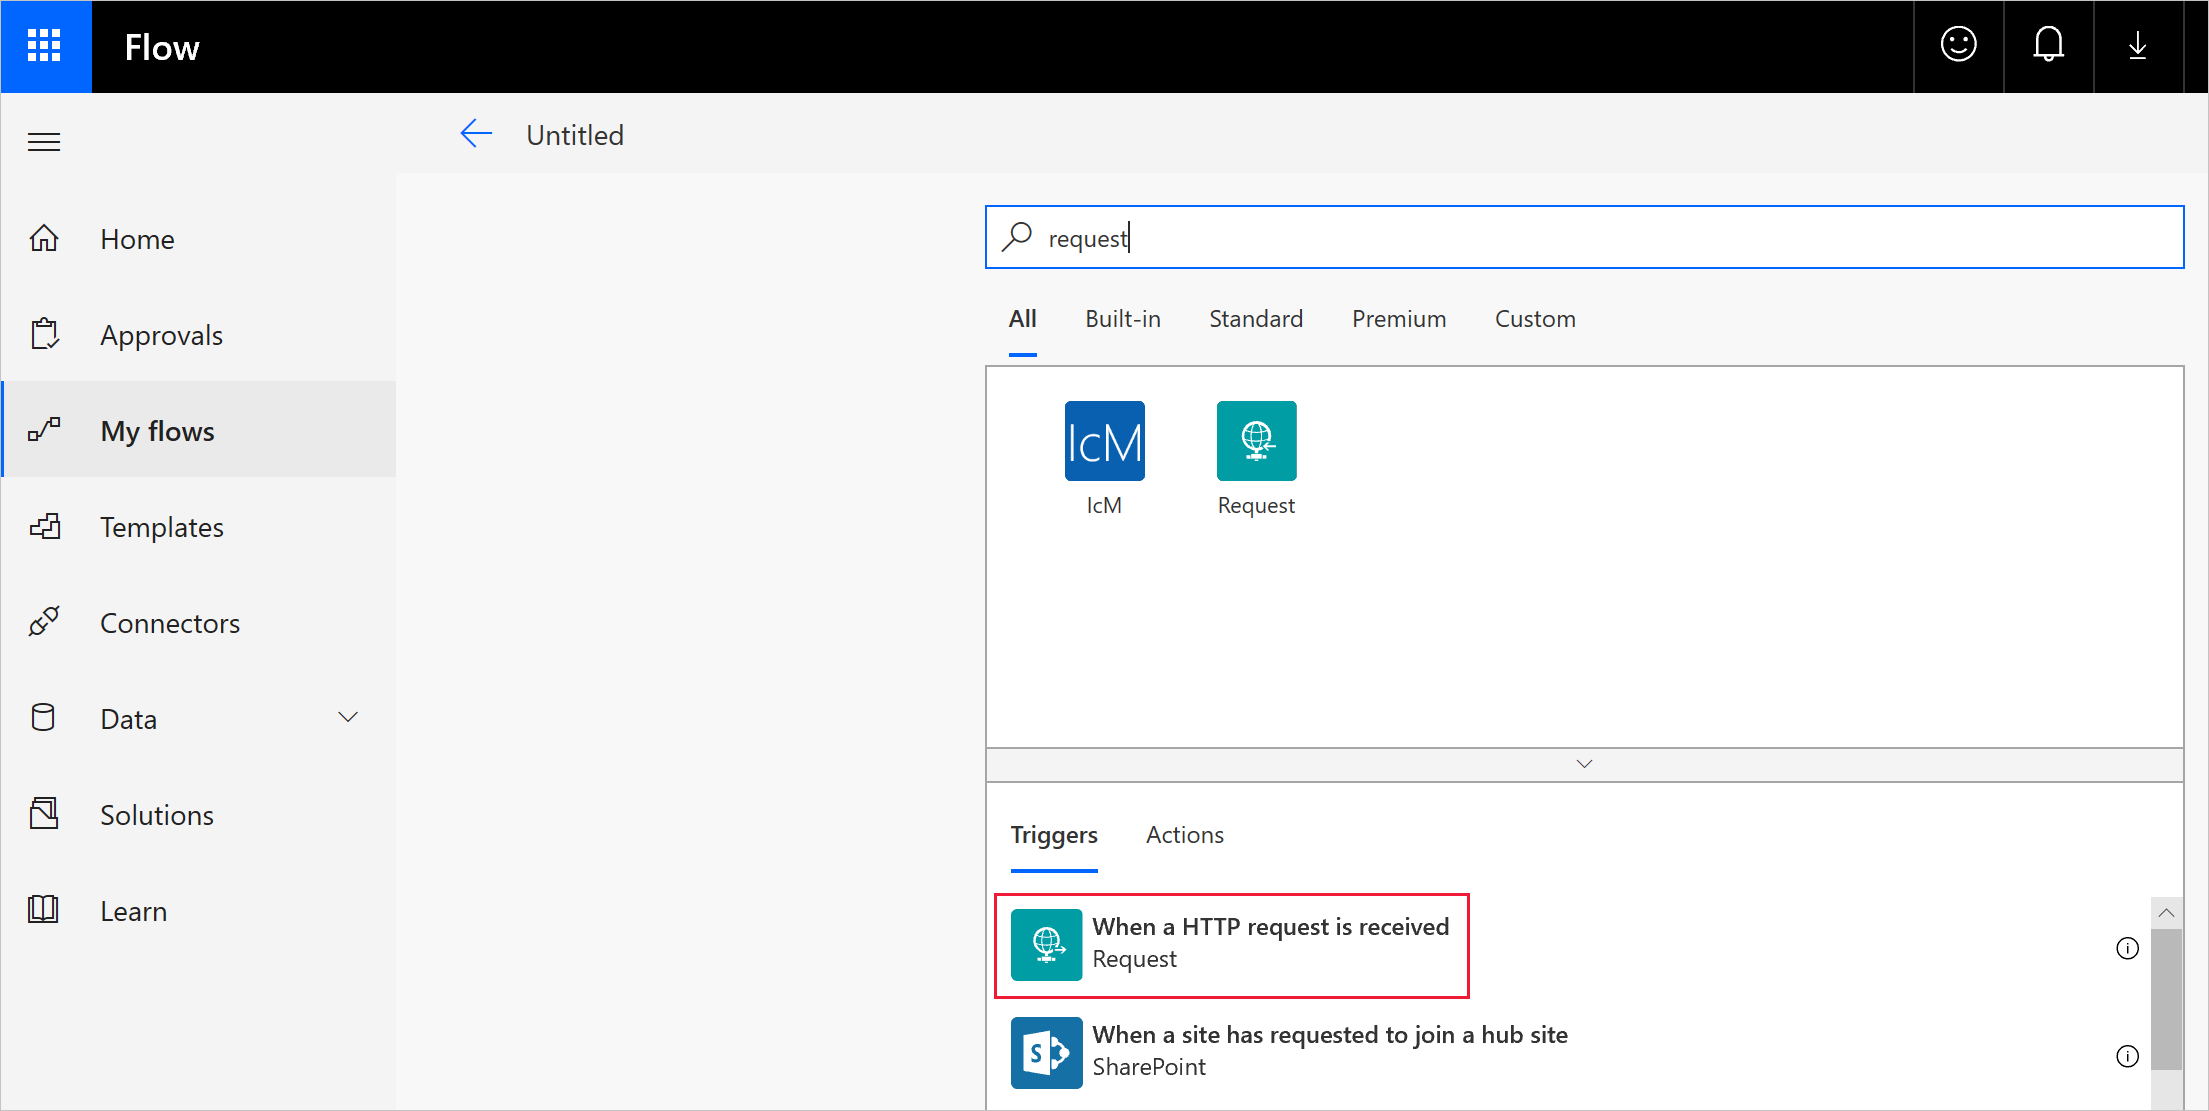 Flow
Untitled
Home
Approvals
My flows
Templates
Connectors
Data
Solutions
Learn
request
All Built-in Standard Premium Custom
IcM
IcM Request
Triggers Actions
When a HTTP request is received
Request
S
When a site has requested to join a hub site
SharePoint